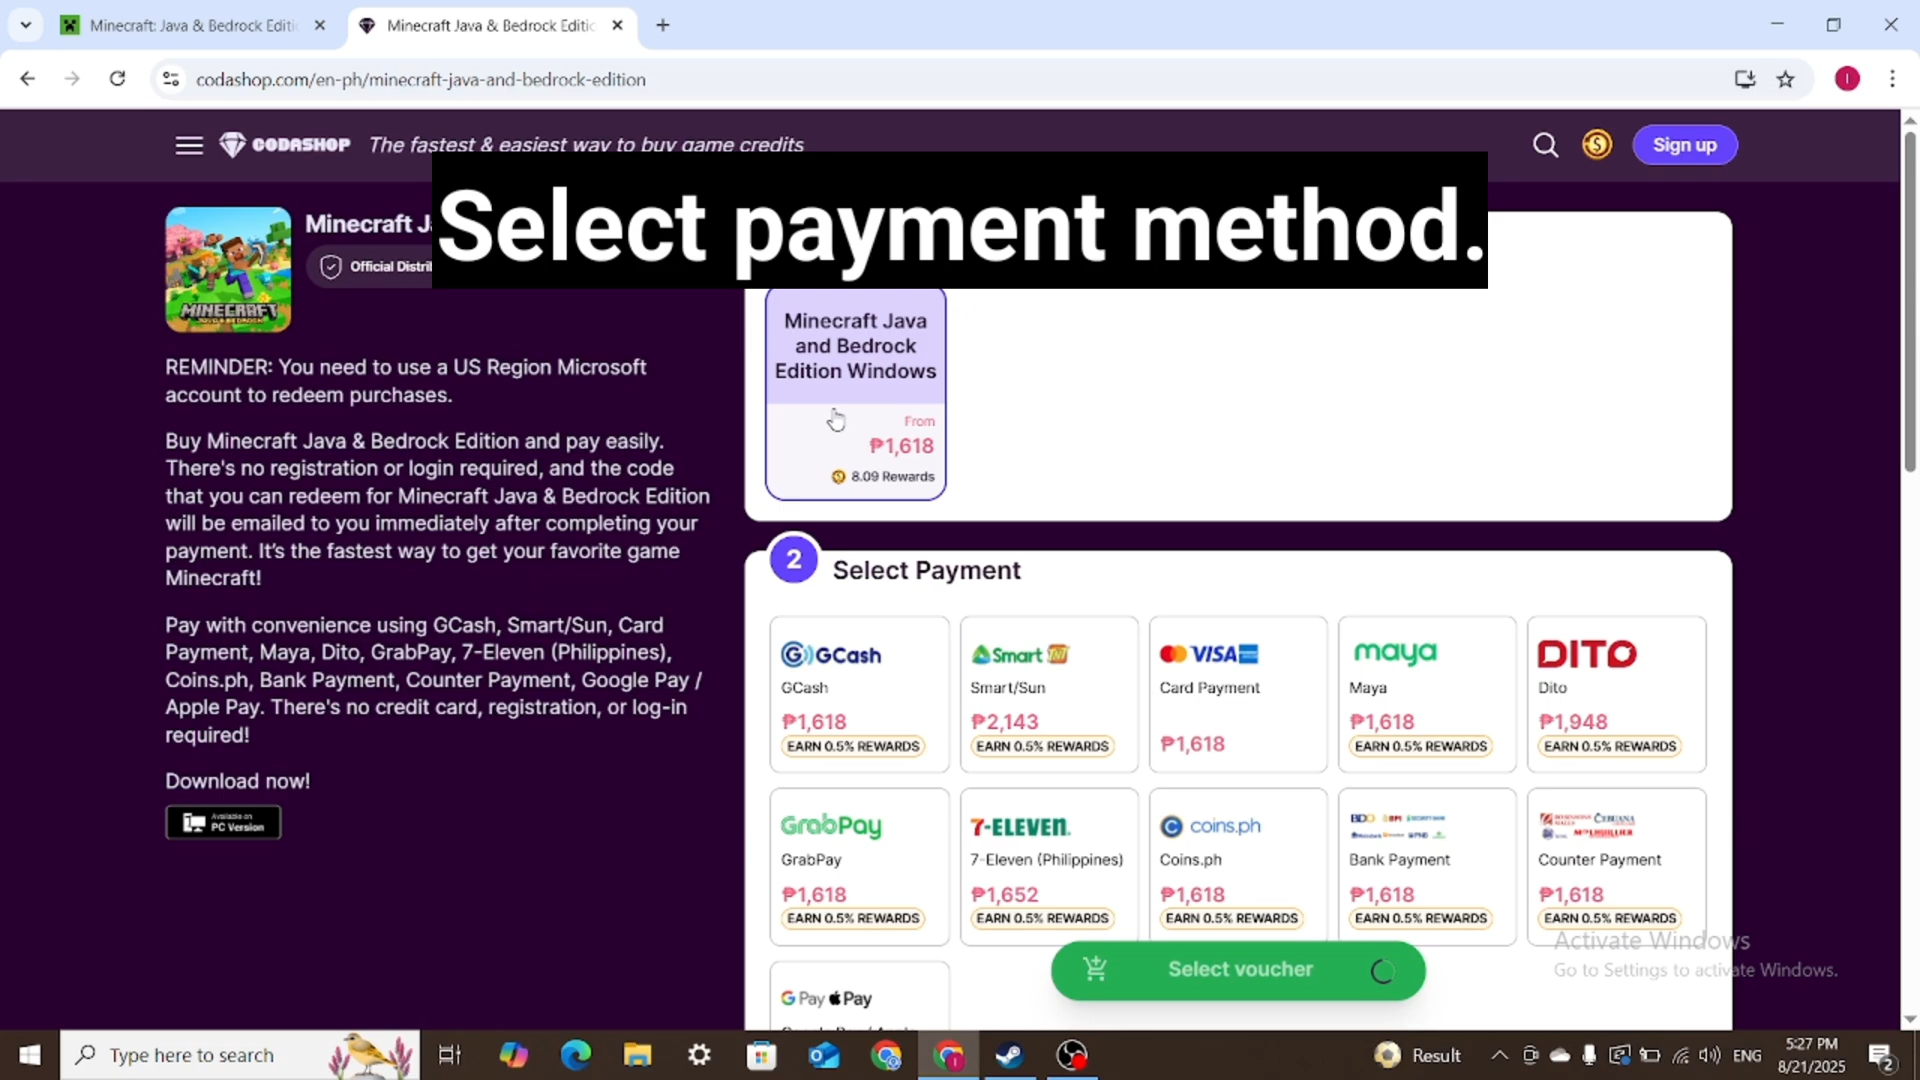 Minecraft: Java & Bedrock Editi
Minecraft Java & Bedrock Editic
codashop.com/en-ph/minecraft-java-and-bedrock-edition
CODASHOP
The fastest & easiest way to buy game credits
Sign up
Select payment method.
Minecraft J
Official Distri
MINECRAFT
REMINDER: You need to use a US Region Microsoft
account to redeem purchases.
Buy Minecraft Java & Bedrock Edition and pay easily.
There's no registration or login required, and the code
that you can redeem for Minecraft Java & Bedrock Edition
will be emailed to you immediately after completing your
payment. It's the fastest way to get your favorite game
Minecraft!
Pay with convenience using GCash, Smart/Sun, Card
Payment, Maya, Dito, GrabPay, 7-Eleven (Philippines),
Coins.ph, Bank Payment, Counter Payment, Google Pay /
Apple Pay. There's no credit card, registration, or log-in
required!
Download now!
Available on
PC Version
Minecraft Java
and Bedrock
Edition Windows
From
₱1,618
8.09 Rewards
2
Select Payment
GCash
GCash
₱1,618
EARN 0.5% REWARDS
Smart
Smart/Sun
₱2,143
EARN 0.5% REWARDS
VISA
Card Payment
₱1,618
maya
Maya
₱1,618
EARN 0.5% REWARDS
DITO
Dito
₱1,948
EARN 0.5% REWARDS
GrabPay
GrabPay
₱1,618
EARN 0.5% REWARDS
7-ELEVEN.
7-Eleven (Philippines)
₱1,652
EARN 0.5% REWARDS
coins.ph
Coins.ph
₱1,618
EARN 0.5% REWARDS
BDO BPI
Bank Payment
₱1,618
EARN 0.5% REWARDS
CEBUANA
Counter Payment
₱1,618
EARN 0.5% REWARDS
G Pay Pay
Select voucher
Activate Windows
Go to Settings to activate Windows.
Type here to search
Result
ENG
5:27 PM
8/21/2025
2